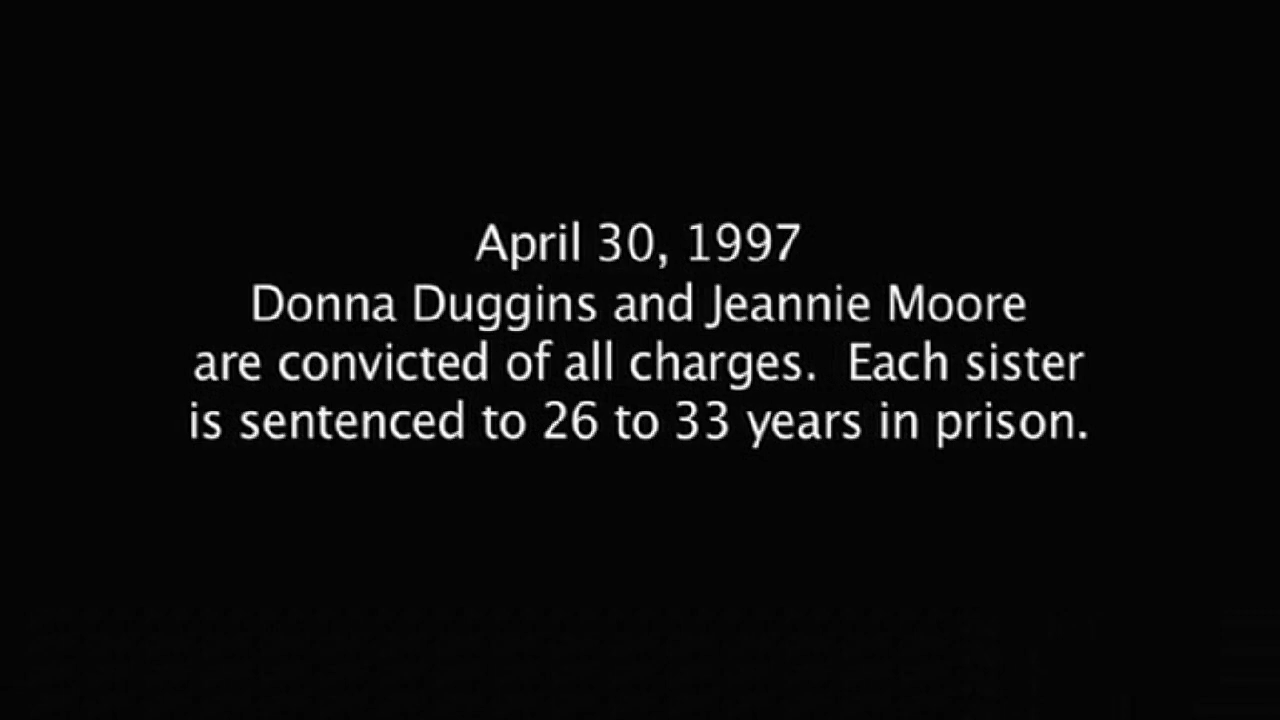 April 30, 1997
Donna Duggins and Jeannie Moore
are convicted of all charges.  Each sister
is sentenced to 26 to 33 years in prison.